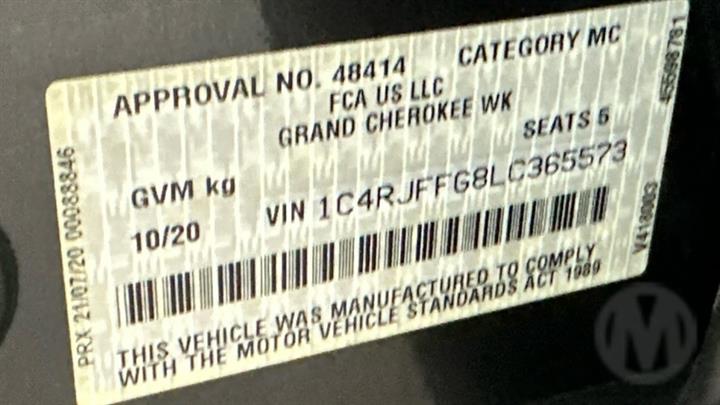 APPROVAL NO. 48414 CATEGORY MC
FCA US LLC
GRAND CHEROKEE WK
SEATS 5
GVM kg
10/20 VIN 1C4RJFFG8LC365573
THIS VEHICLE WAS MANUFACTURED TO COMPLY
WITH THE MOTOR VEHICLE STANDARDS ACT 1989
PRX 21/07/20 00088846
V418003
M